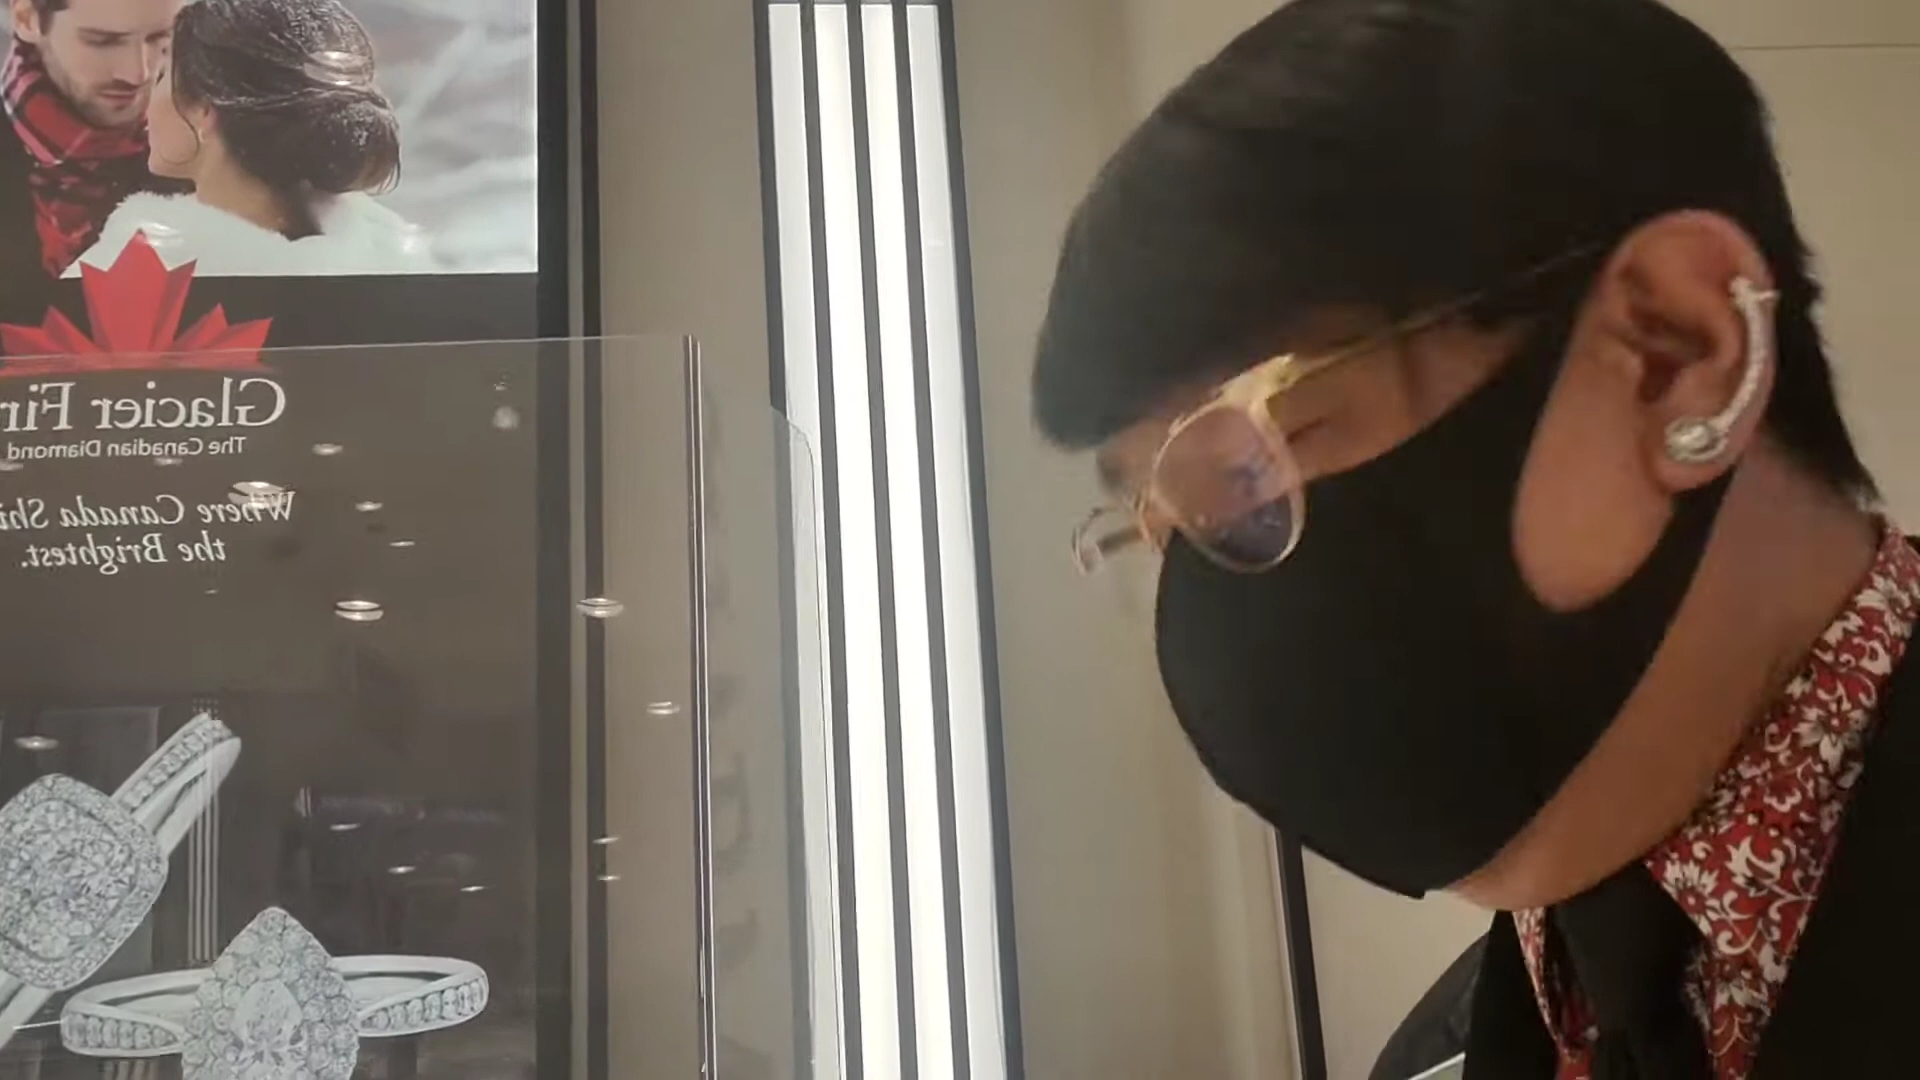 Glacier Fir
The Canadian Diamond
Where Canada Shi
the Brightest.